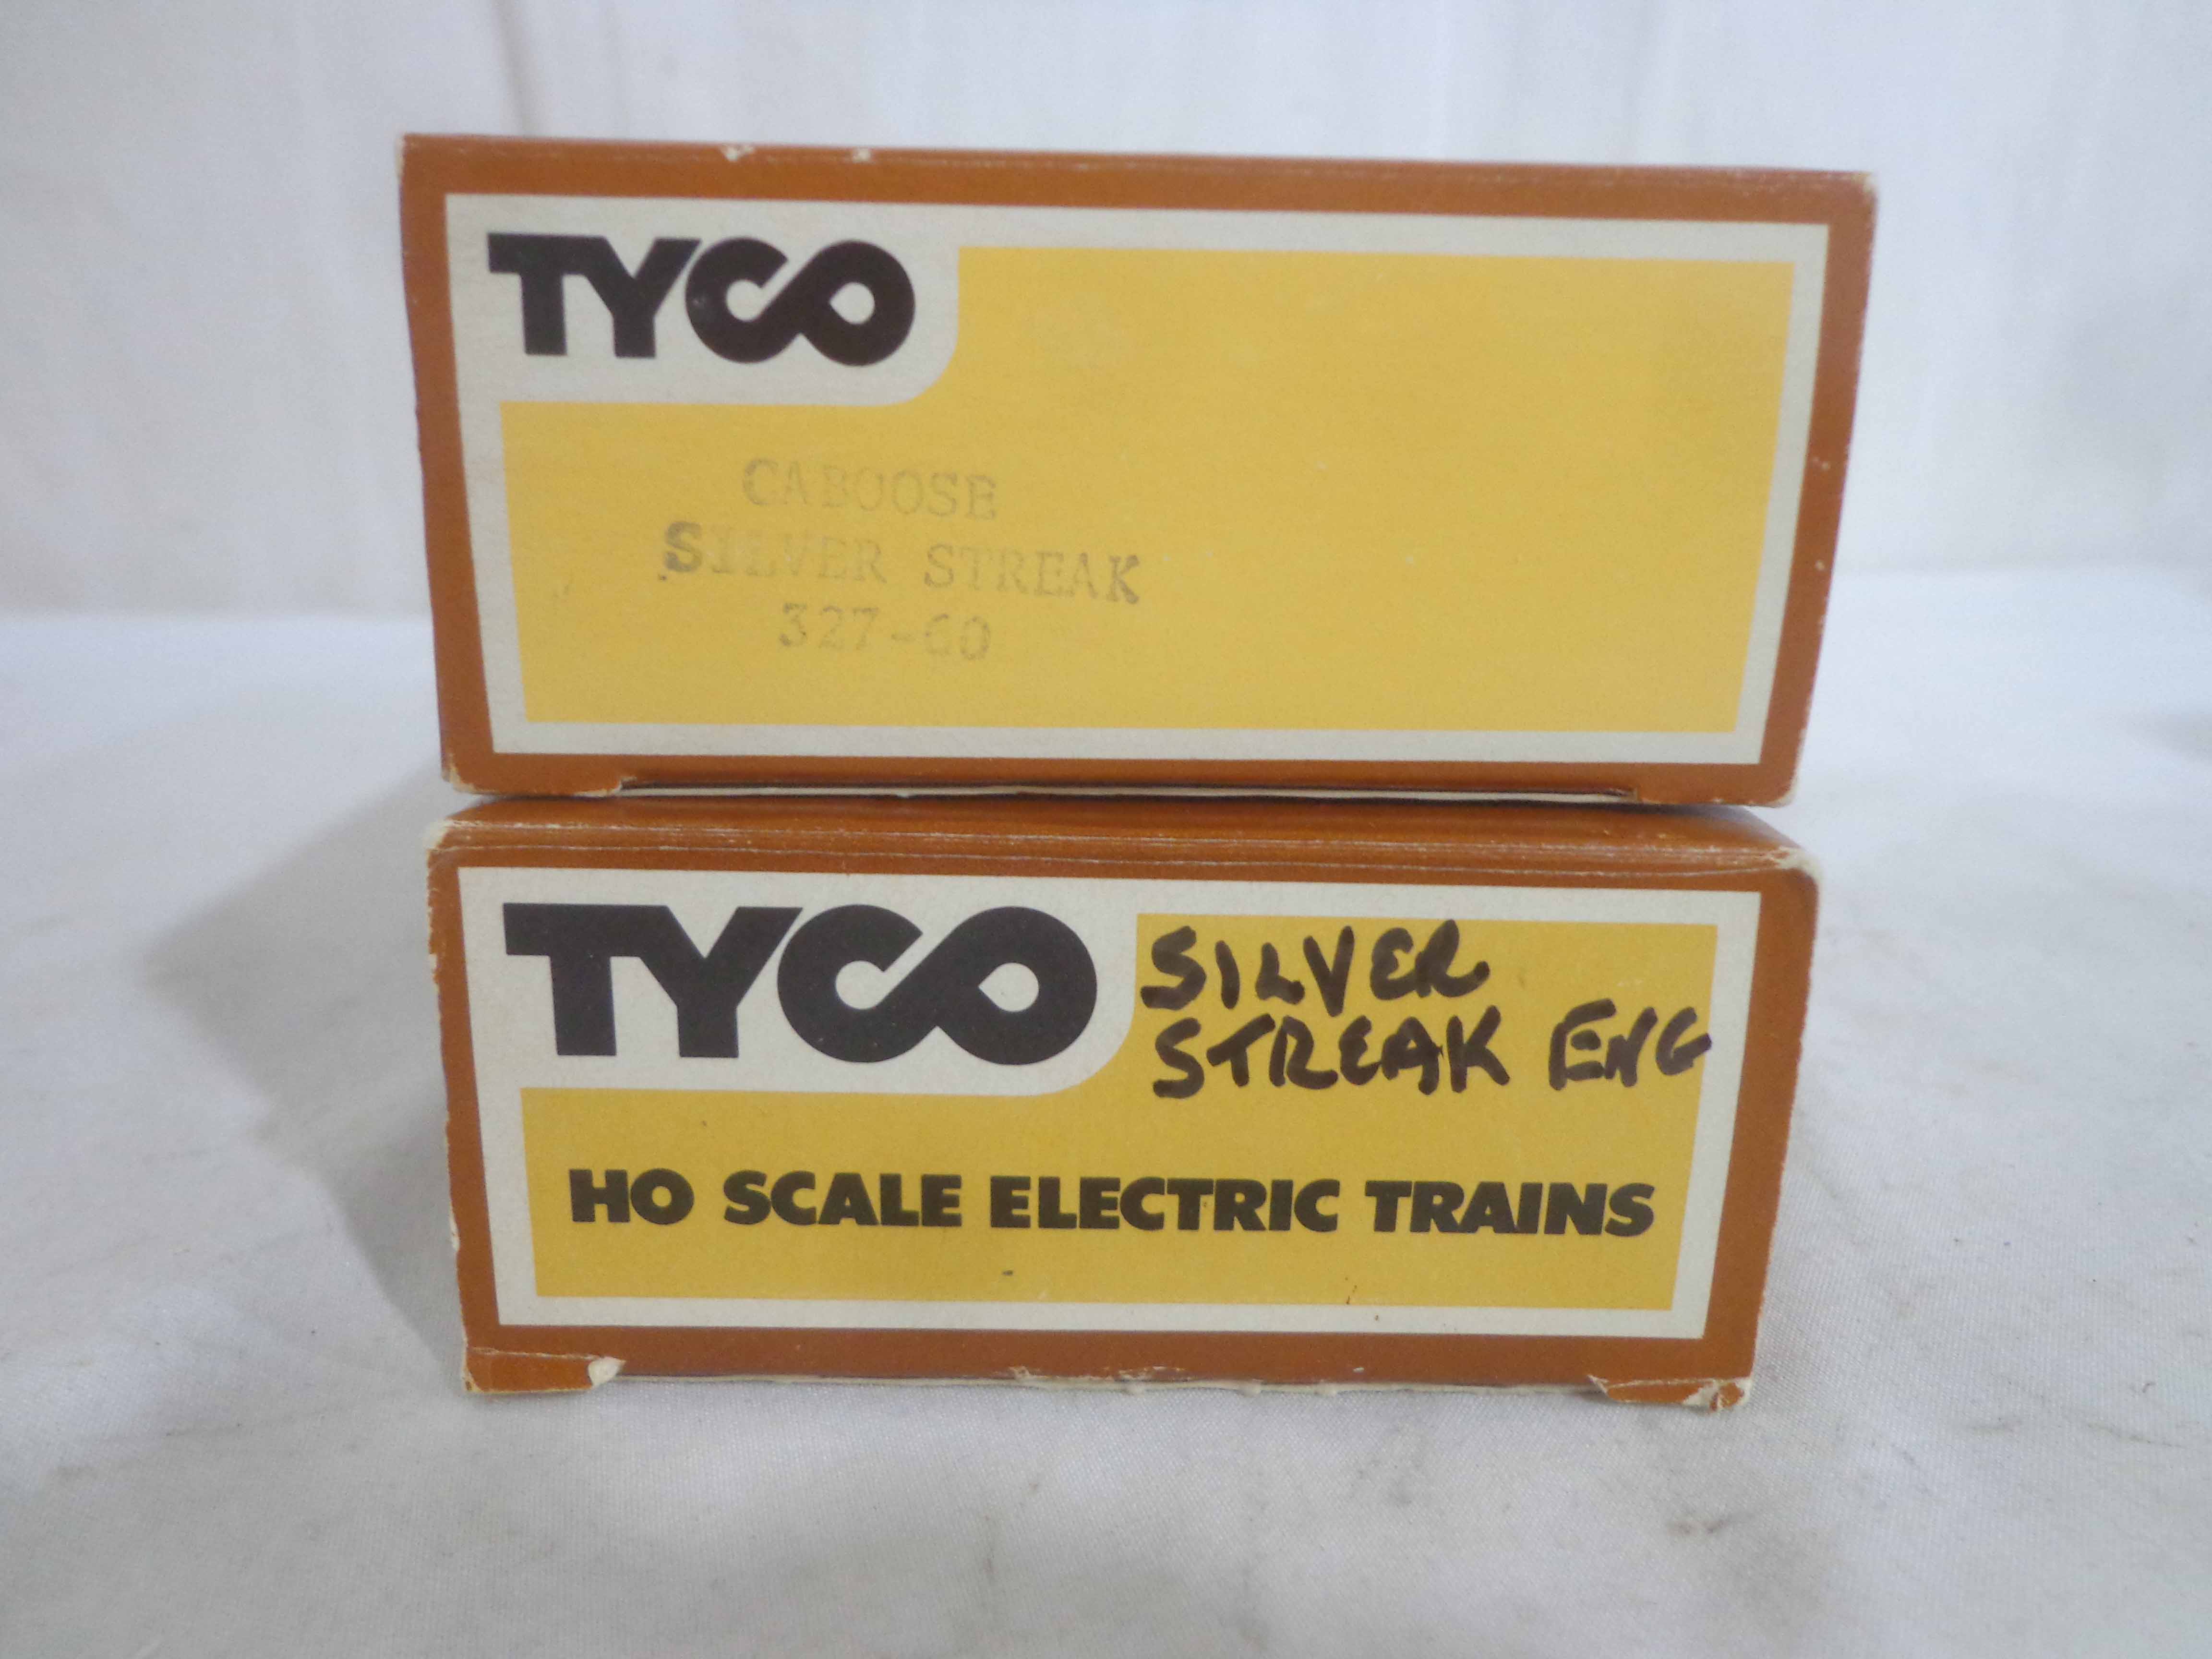 TYCO
CABOOSE
SILVER STREAK
327-60
TYCO
SILVER
STREAK ENG
HO SCALE ELECTRIC TRAINS